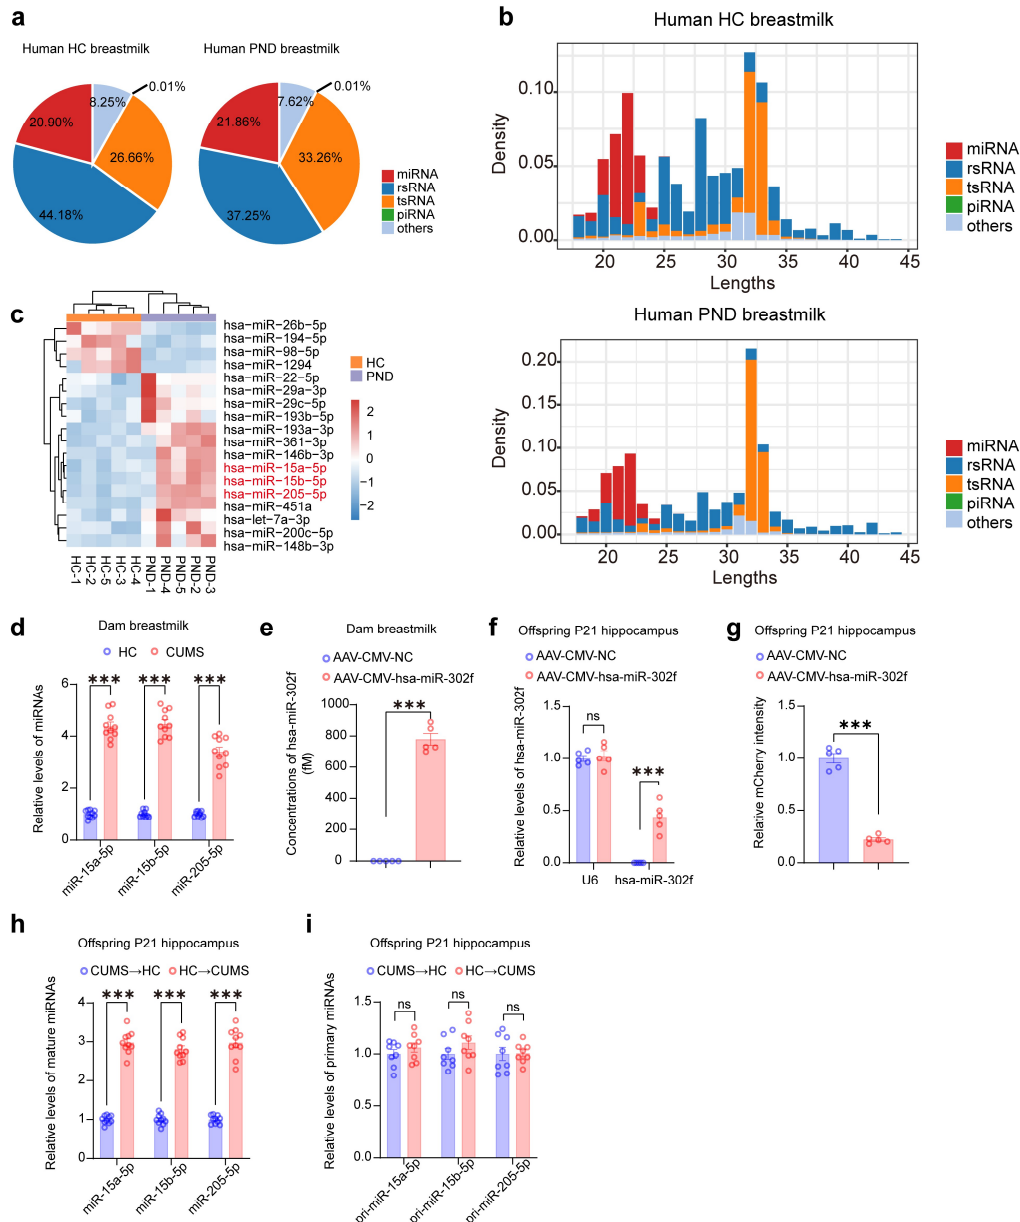 a
Human HC breastmilk
Human PND breastmilk
0.01%
8.25%
20.90%
26.66%
44.18%
0.01%
7.62%
21.86%
33.26%
37.25%
miRNA
rsRNA
tsRNA
piRNA
others
b
Human HC breastmilk
Density
0.10
0.05
0.00
20 25 30 35 40 45
Lengths
miRNA
rsRNA
tsRNA
piRNA
others
Human PND breastmilk
Density
0.20
0.15
0.10
0.05
0.00
20 25 30 35 40 45
Lengths
miRNA
rsRNA
tsRNA
piRNA
others
c
hsa−miR−26b−5p
hsa−miR−194−5p
hsa−miR−98−5p
hsa−miR−1294
hsa−miR−22−5p
hsa−miR−29a−3p
hsa−miR−29c−5p
hsa−miR−193b−5p
hsa−miR−193a−3p
hsa−miR−361−3p
hsa−miR−146b−3p
hsa−miR−15a−5p
hsa−miR−15b−5p
hsa−miR−205−5p
hsa−miR−451a
hsa−let−7a−3p
hsa−miR−200c−5p
hsa−miR−148b−3p
HC-1 HC-2 HC-5 HC-3 HC-4 PND-1 PND-4 PND-5 PND-2 PND-3
HC
PND
2
1
0
−1
−2
d
Dam breastmilk
HC CUMS
Relative levels of miRNAs
6
4
2
0
*** *** ***
miR-15a-5p miR-15b-5p miR-205-5p
e
Dam breastmilk
AAV-CMV-NC
AAV-CMV-hsa-miR-302f
Concentrations of hsa-miR-302f
(fM)
1000
800
600
400
200
0
***
f
Offspring P21 hippocampus
AAV-CMV-NC
AAV-CMV-hsa-miR-302f
Relative levels of hsa-miR-302f
1.5
1.0
0.5
0.0
ns ***
U6 hsa-miR-302f
g
Offspring P21 hippocampus
AAV-CMV-NC
AAV-CMV-hsa-miR-302f
Relative mCherry intensity
1.5
1.0
0.5
0.0
***
h
Offspring P21 hippocampus
CUMS→HC HC→CUMS
Relative levels of mature miRNAs
4
3
2
1
0
*** *** ***
miR-15a-5p miR-15b-5p miR-205-5p
i
Offspring P21 hippocampus
CUMS→HC HC→CUMS
Relative levels of primary miRNAs
1.5
1.0
0.5
0.0
ns ns ns
pri-miR-15a-5p pri-miR-15b-5p pri-miR-205-5p